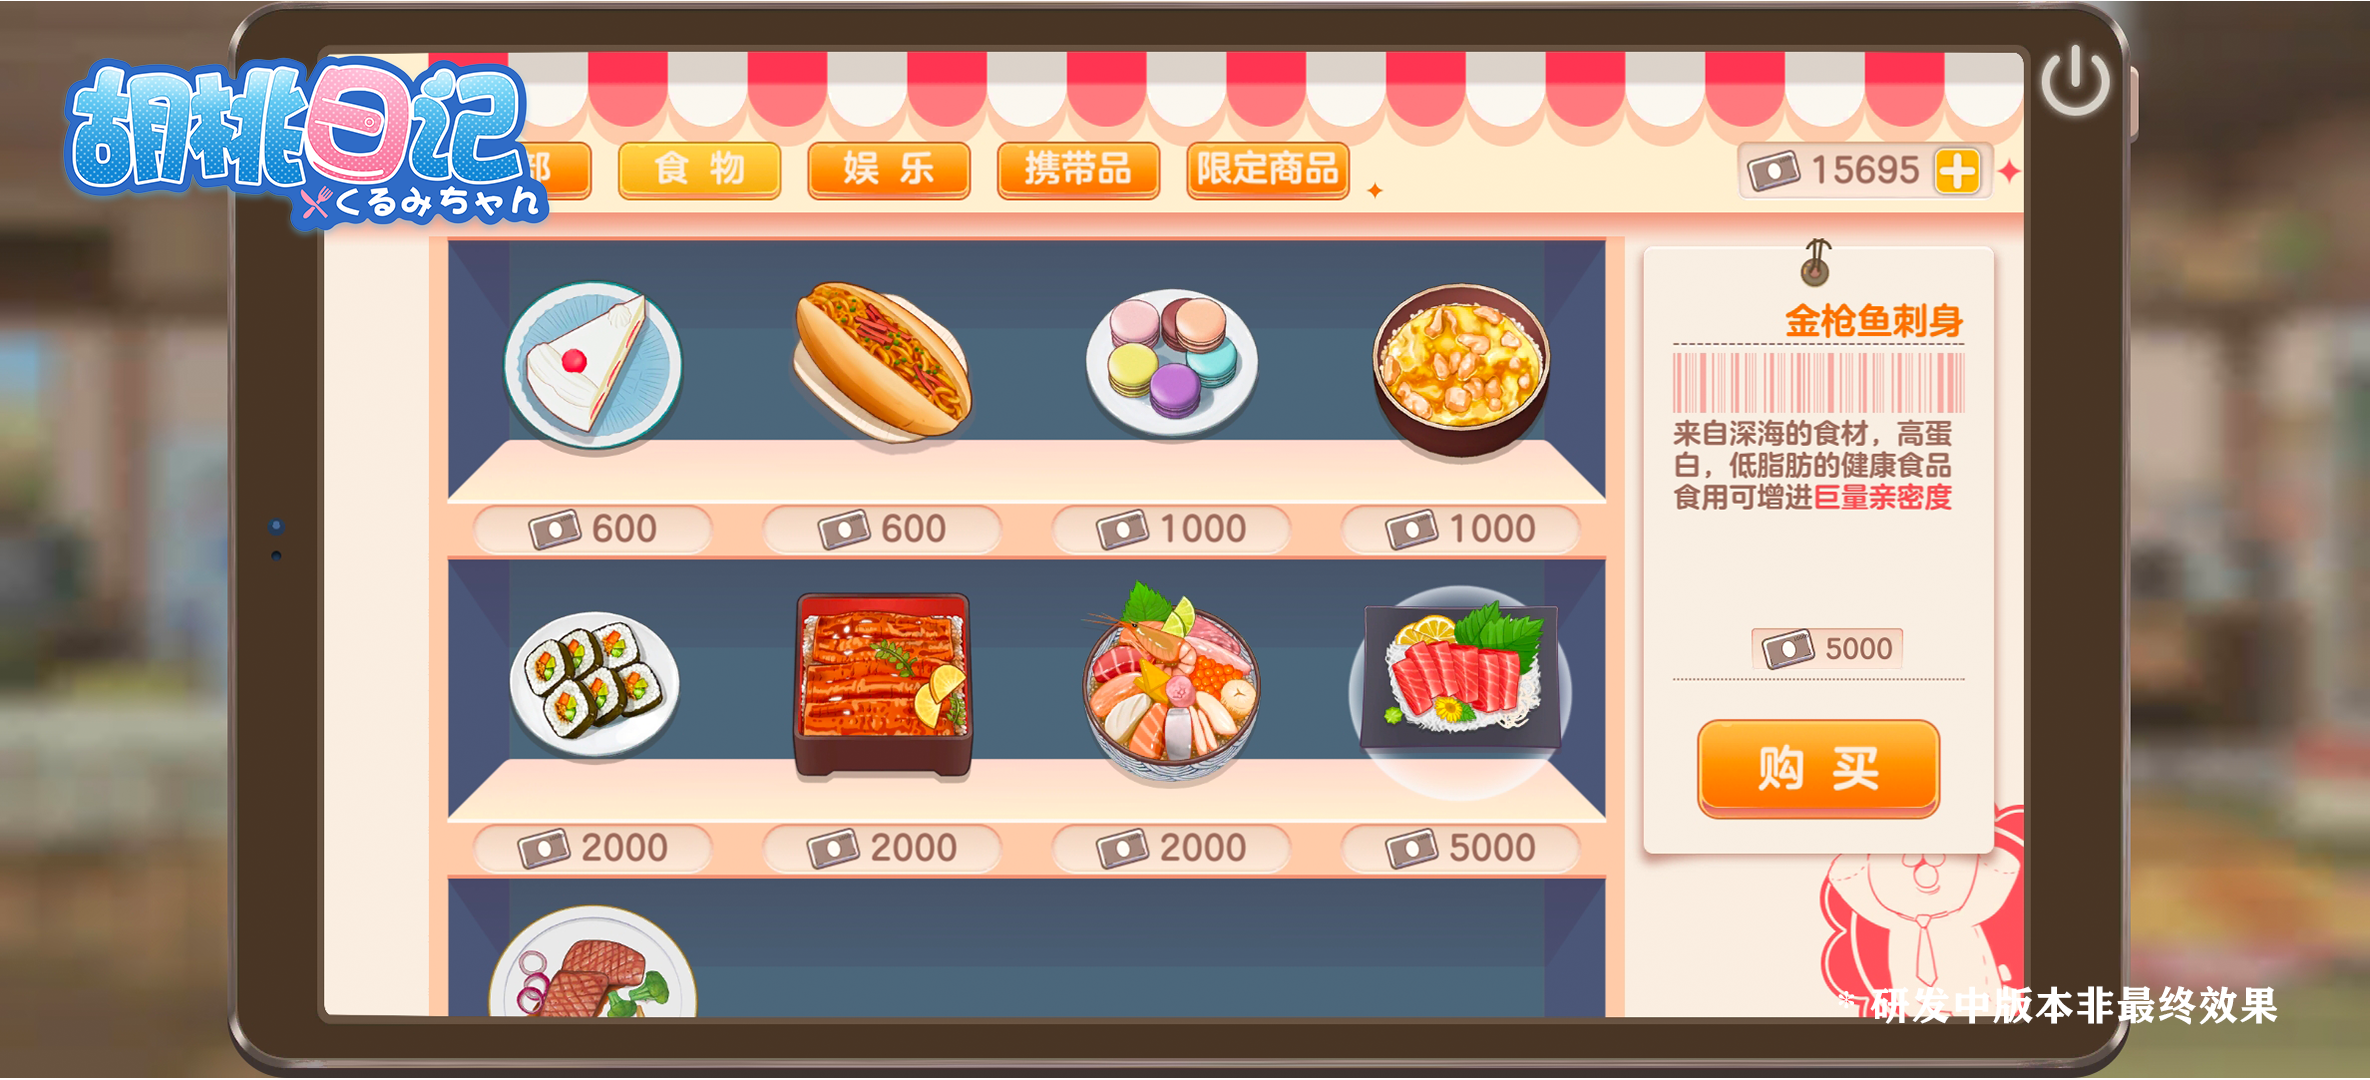 胡桃日记
くるみちゃん
部
食物
娱乐
携带品
限定商品
15695
金枪鱼刺身
来自深海的食材，高蛋
白，低脂肪的健康食品
食用可增进巨量亲密度
5000
购买
600
600
1000
1000
2000
2000
2000
5000
* 研发中版本非最终效果